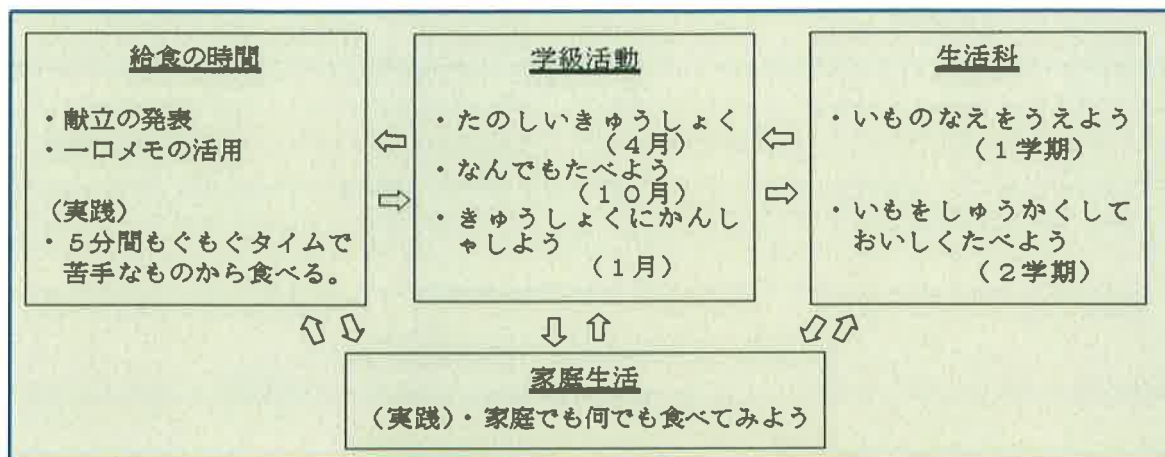 給食の時間
・献立の発表
・一口メモの活用
（実践）
・５分間もぐもぐタイムで
苦手なものから食べる。
学級活動
・たのしいきゅうしょく
（４月）
・なんでもたべよう
（１０月）
・きゅうしょくにかんし
ゃしよう
（１月）
生活科
・いものなえをうえよう
（１学期）
・いもをしゅうかくして
おいしくたべよう
（２学期）
家庭生活
（実践）・家庭でも何でも食べてみよう